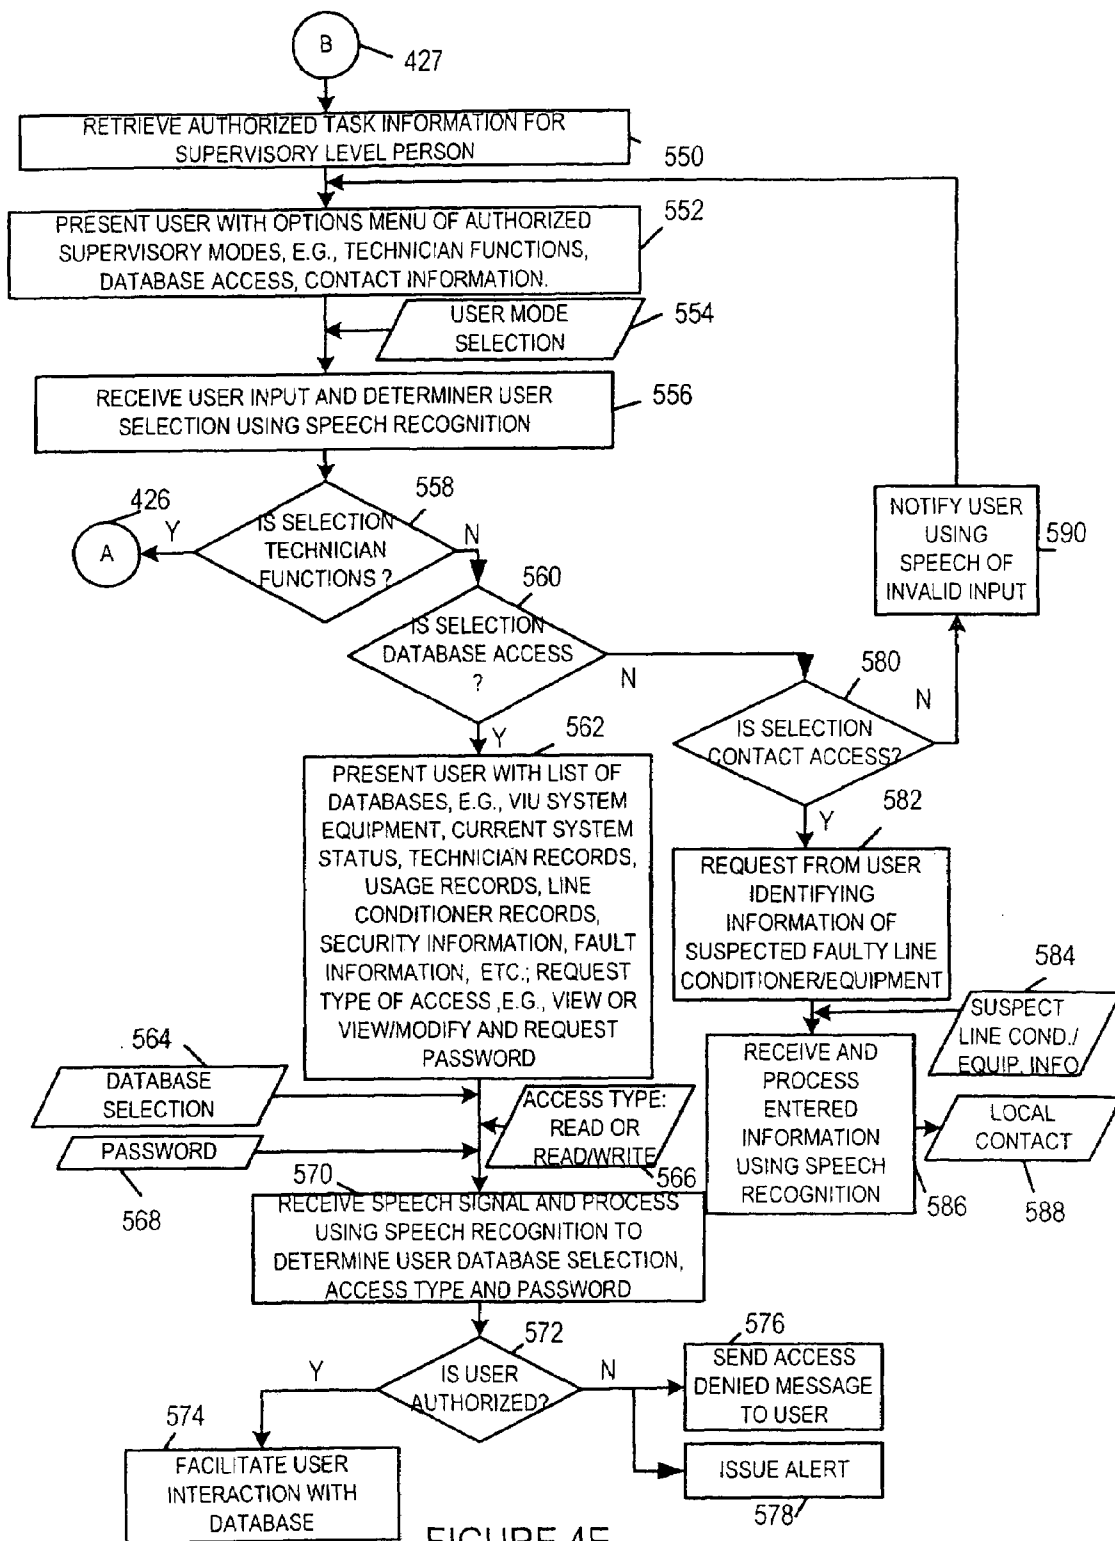 B
427
RETRIEVE AUTHORIZED TASK INFORMATION FOR
SUPERVISORY LEVEL PERSON
550
PRESENT USER WITH OPTIONS MENU OF AUTHORIZED
SUPERVISORY MODES, E.G., TECHNICIAN FUNCTIONS,
DATABASE ACCESS, CONTACT INFORMATION.
552
USER MODE
SELECTION
554
RECEIVE USER INPUT AND DETERMINER USER
SELECTION USING SPEECH RECOGNITION
556
426
A
Y
IS SELECTION
TECHNICIAN
FUNCTIONS ?
558
N
NOTIFY USER
USING
SPEECH OF
INVALID INPUT
590
IS SELECTION
DATABASE ACCESS
?
560
N
Y
IS SELECTION
CONTACT ACCESS?
580
N
Y
562
PRESENT USER WITH LIST OF
DATABASES, E.G., VIU SYSTEM
EQUIPMENT, CURRENT SYSTEM
STATUS, TECHNICIAN RECORDS,
USAGE RECORDS, LINE
CONDITIONER RECORDS,
SECURITY INFORMATION, FAULT
INFORMATION, ETC.; REQUEST
TYPE OF ACCESS ,E.G., VIEW OR
VIEW/MODIFY AND REQUEST
PASSWORD
582
REQUEST FROM USER
IDENTIFYING
INFORMATION OF
SUSPECTED FAULTY LINE
CONDITIONER/EQUIPMENT
584
SUSPECT
LINE COND./
EQUIP. INFO
RECEIVE AND
PROCESS
ENTERED
INFORMATION
USING SPEECH
RECOGNITION
586
LOCAL
CONTACT
588
564
DATABASE
SELECTION
ACCESS TYPE:
READ OR
READ/WRITE
566
PASSWORD
568
570
RECEIVE SPEECH SIGNAL AND PROCESS
USING SPEECH RECOGNITION TO
DETERMINE USER DATABASE SELECTION,
ACCESS TYPE AND PASSWORD
572
IS USER
AUTHORIZED?
Y
N
576
SEND ACCESS
DENIED MESSAGE
TO USER
574
FACILITATE USER
INTERACTION WITH
DATABASE
ISSUE ALERT
578